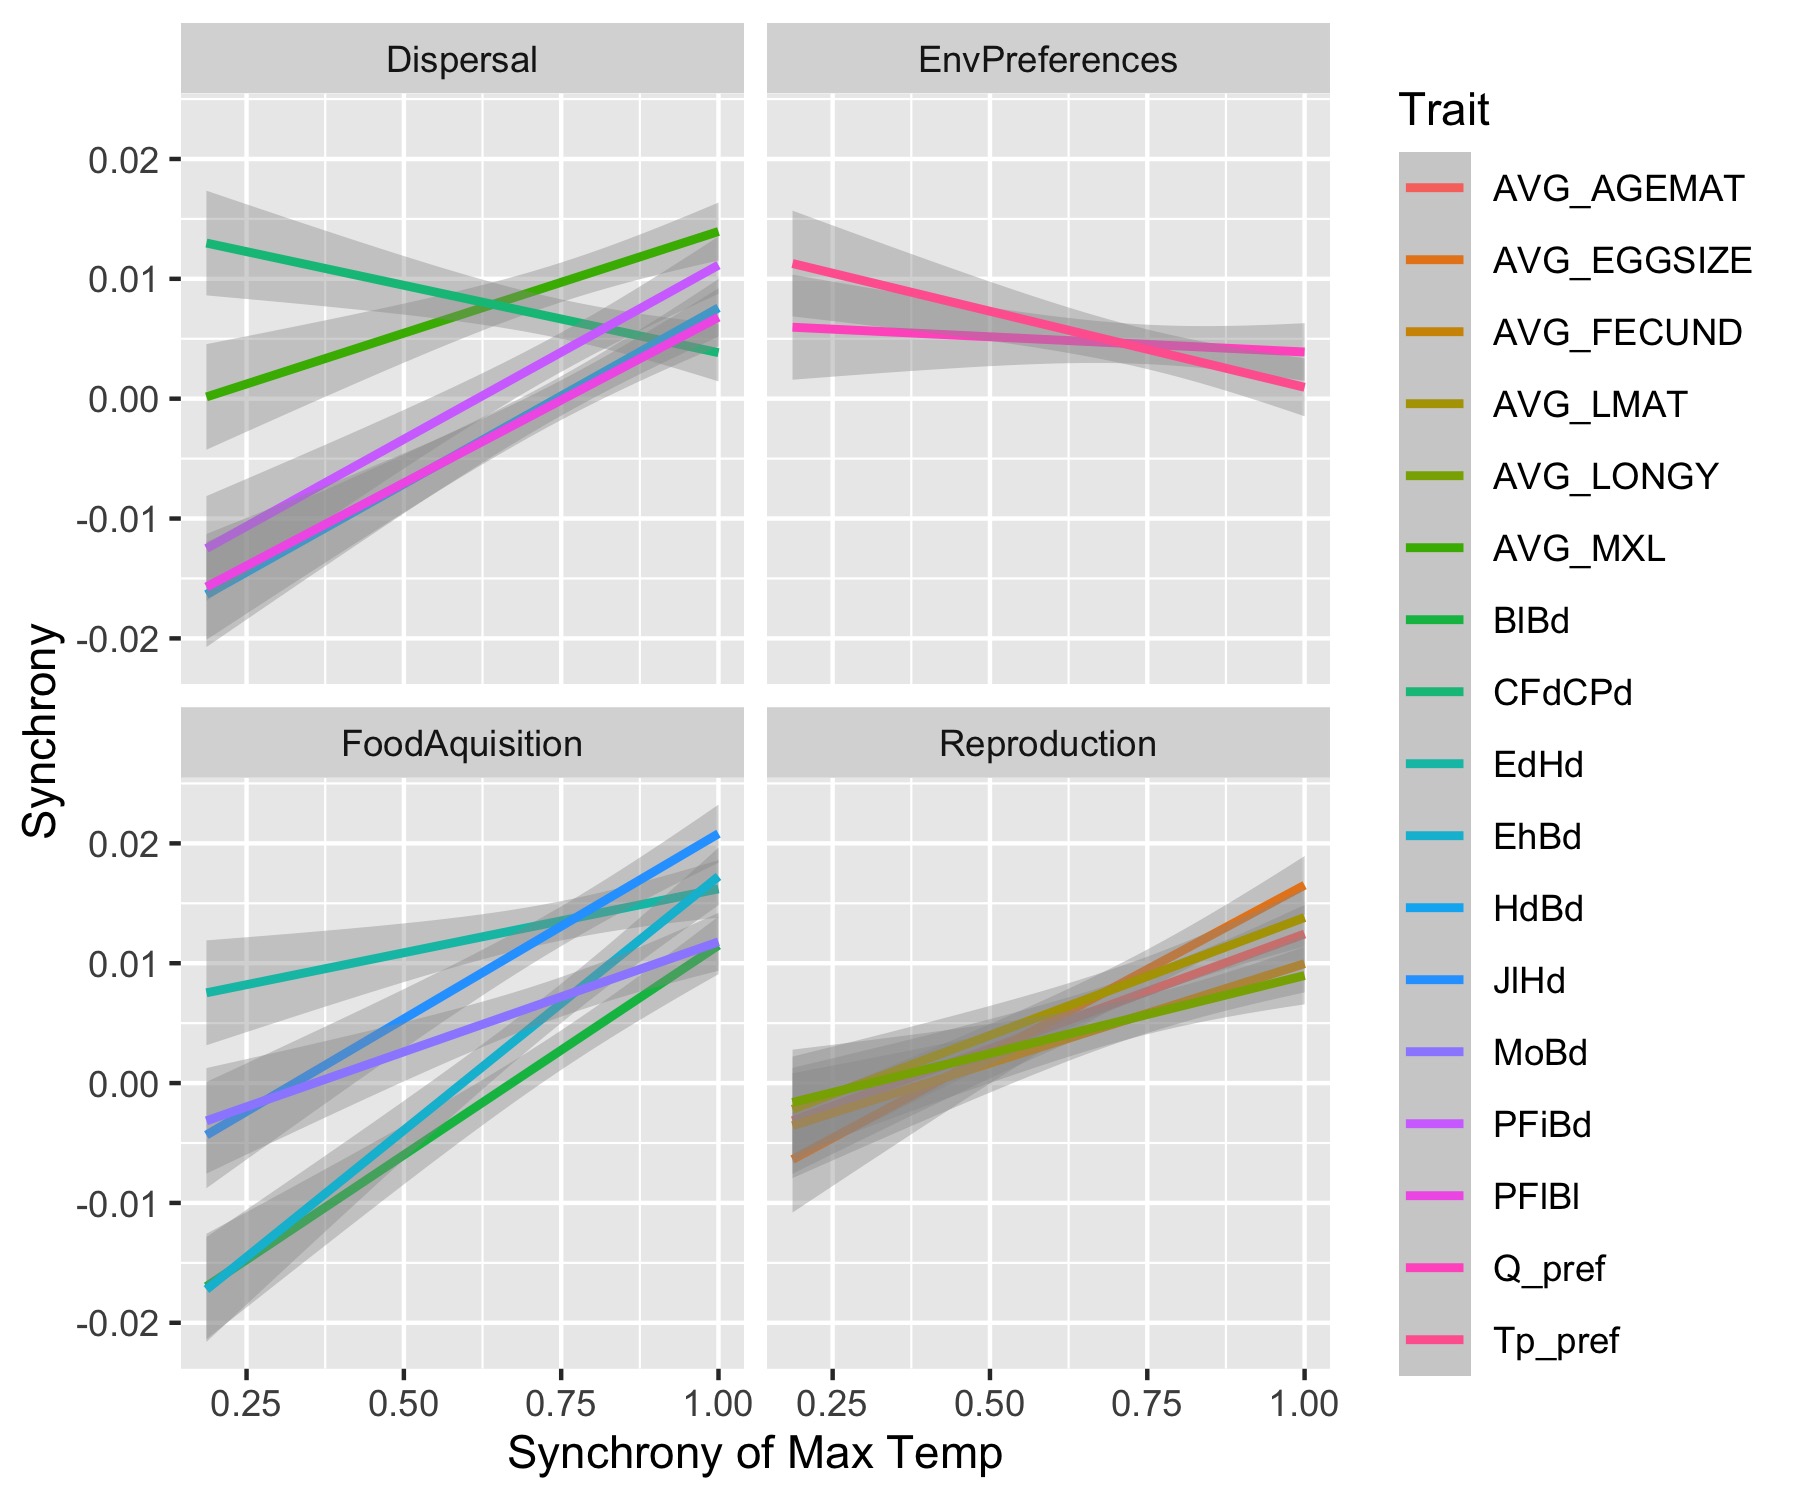 Dispersal
EnvPreferences
0.02
0.01
0.00
-0.01
-0.02
FoodAquisition
Reproduction
0.02
0.01
0.00
-0.01
-0.02
0.25 0.50 0.75 1.00
0.25 0.50 0.75 1.00
Synchrony of Max Temp
Synchrony
Trait
AVG_AGEMAT
AVG_EGGSIZE
AVG_FECUND
AVG_LMAT
AVG_LONGY
AVG_MXL
BlBd
CFdCPd
EdHd
EhBd
HdBd
JlHd
MoBd
PFiBd
PFlBl
Q_pref
Tp_pref